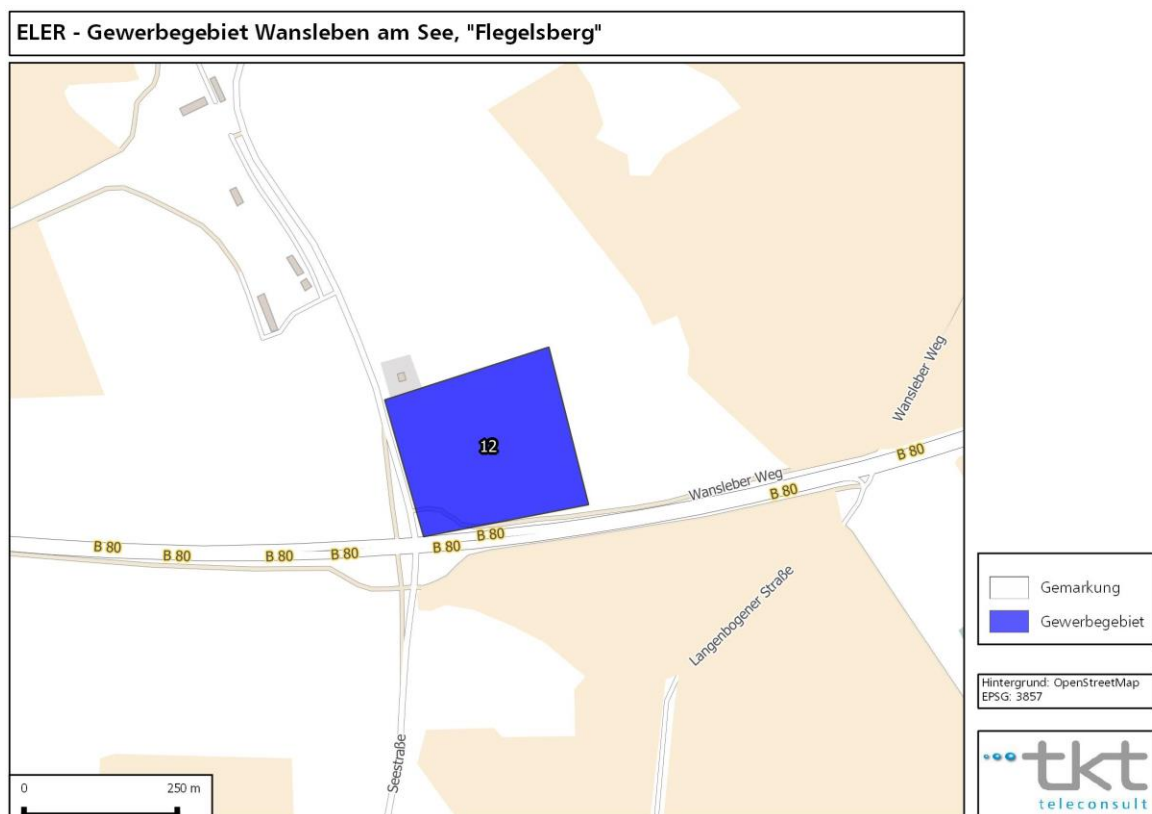 ELER - Gewerbegebiet Wansleben am See, "Flegelsberg"
Wansleber Weg
12
Wansleber Weg
B 80
B 80
B 80
B 80
B 80
B 80
B 80
B 80
Langenbogener Straße
Seestraße
0 250 m
Gemarkung
Gewerbegebiet
Hintergrund: OpenStreetMap
EPSG: 3857
tkt
teleconsult